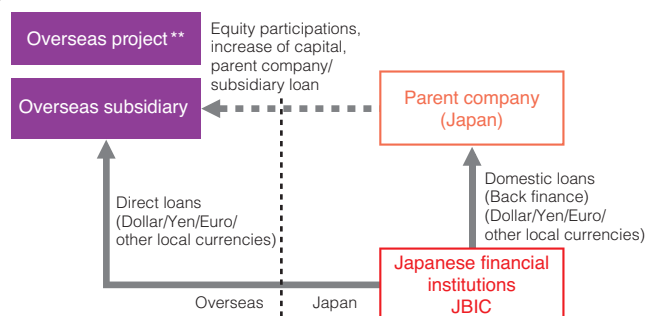 Overseas project **
Equity participations,
increase of capital,
parent company/
subsidiary loan
Overseas subsidiary
Parent company
(Japan)
Direct loans
(Dollar/Yen/Euro/
other local currencies)
Domestic loans
(Back finance)
(Dollar/Yen/Euro/
other local currencies)
Japanese financial
institutions
JBIC
Overseas
Japan